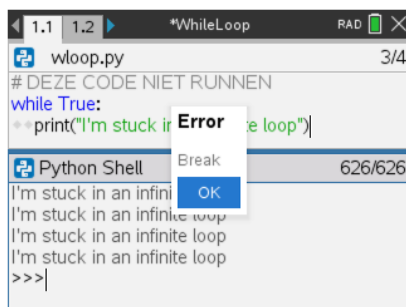 1.1 1.2 *WhileLoop RAD
wloop.py 3/4
# DEZE CODE NIET RUNNEN
while True:
print("I'm stuck in e loop")
Error
Break
OK
Python Shell 626/626
I'm stuck in an infini
I'm stuck in an infinite loop
I'm stuck in an infinite loop
I'm stuck in an infinite loop
>>>